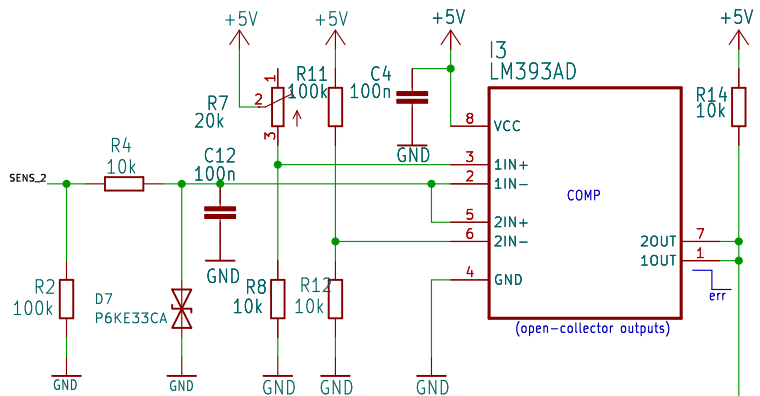 +5V
+5V
+5V
+5V
I3
LM393AD
1
R11
100k
C4
100n
R7
20k
2
3
R14
10k
GND
8
VCC
3
1IN+
2
1IN-
R4
10k
C12
100n
SENS_2
COMP
5
2IN+
6
2IN-
2OUT
7
1OUT
1
GND
4
GND
err
R2
100k
D7
P6KE33CA
R8
10k
R12
10k
(open-collector outputs)
GND
GND
GND
GND
GND